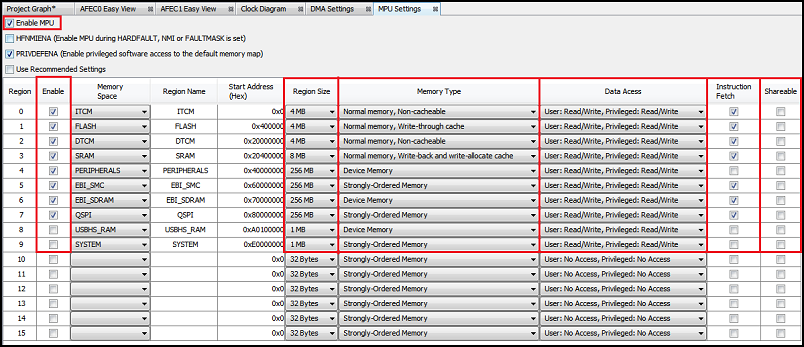 Project Graph* AFEC0 Easy View AFEC1 Easy View Clock Diagram DMA Settings MPU Settings
Enable MPU
HFNMIENA (Enable MPU during HARDFAULT, NMI or FAULTMASK is set)
PRIVDEFENA (Enable privileged software access to the default memory map)
Use Recommended Settings
Region Enable Memory Space Region Name Start Address (Hex) Region Size Memory Type Data Acess Instruction Fetch Shareable
0 ITCM ITCM 0x0 4 MB Normal memory, Non-cacheable User: Read/Write, Privileged: Read/Write
1 FLASH FLASH 0x400000 4 MB Normal memory, Write-through cache User: Read/Write, Privileged: Read/Write
2 DTCM DTCM 0x20000000 4 MB Normal memory, Non-cacheable User: Read/Write, Privileged: Read/Write
3 SRAM SRAM 0x20400000 8 MB Normal memory, Write-back and write-allocate cache User: Read/Write, Privileged: Read/Write
4 PERIPHERALS PERIPHERALS 0x40000000 256 MB Device Memory User: Read/Write, Privileged: Read/Write
5 EBI_SMC EBI_SMC 0x60000000 256 MB Strongly-Ordered Memory User: Read/Write, Privileged: Read/Write
6 EBI_SDRAM EBI_SDRAM 0x70000000 256 MB Device Memory User: Read/Write, Privileged: Read/Write
7 QSPI QSPI 0x80000000 256 MB Strongly-Ordered Memory User: Read/Write, Privileged: Read/Write
8 USBHS_RAM USBHS_RAM 0xA0100000 1 MB Device Memory User: Read/Write, Privileged: Read/Write
9 SYSTEM SYSTEM 0xE0000000 1 MB Strongly-Ordered Memory User: Read/Write, Privileged: Read/Write
10 0x0 32 Bytes Strongly-Ordered Memory User: No Access, Privileged: No Access
11 0x0 32 Bytes Strongly-Ordered Memory User: No Access, Privileged: No Access
12 0x0 32 Bytes Strongly-Ordered Memory User: No Access, Privileged: No Access
13 0x0 32 Bytes Strongly-Ordered Memory User: No Access, Privileged: No Access
14 0x0 32 Bytes Strongly-Ordered Memory User: No Access, Privileged: No Access
15 0x0 32 Bytes Strongly-Ordered Memory User: No Access, Privileged: No Access